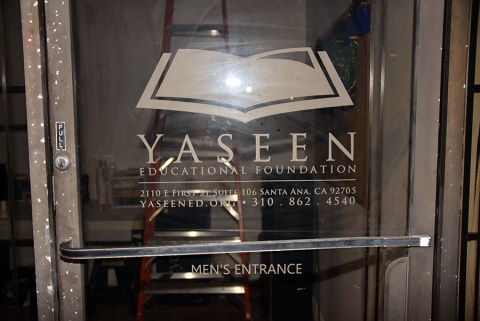 PULL
YASEEN
EDUCATIONAL FOUNDATION
2110 E FIRST ST SUITE 106 SANTA ANA, CA 92705
YASEENED.ORG • 310 . 862 . 4540
MEN'S ENTRANCE